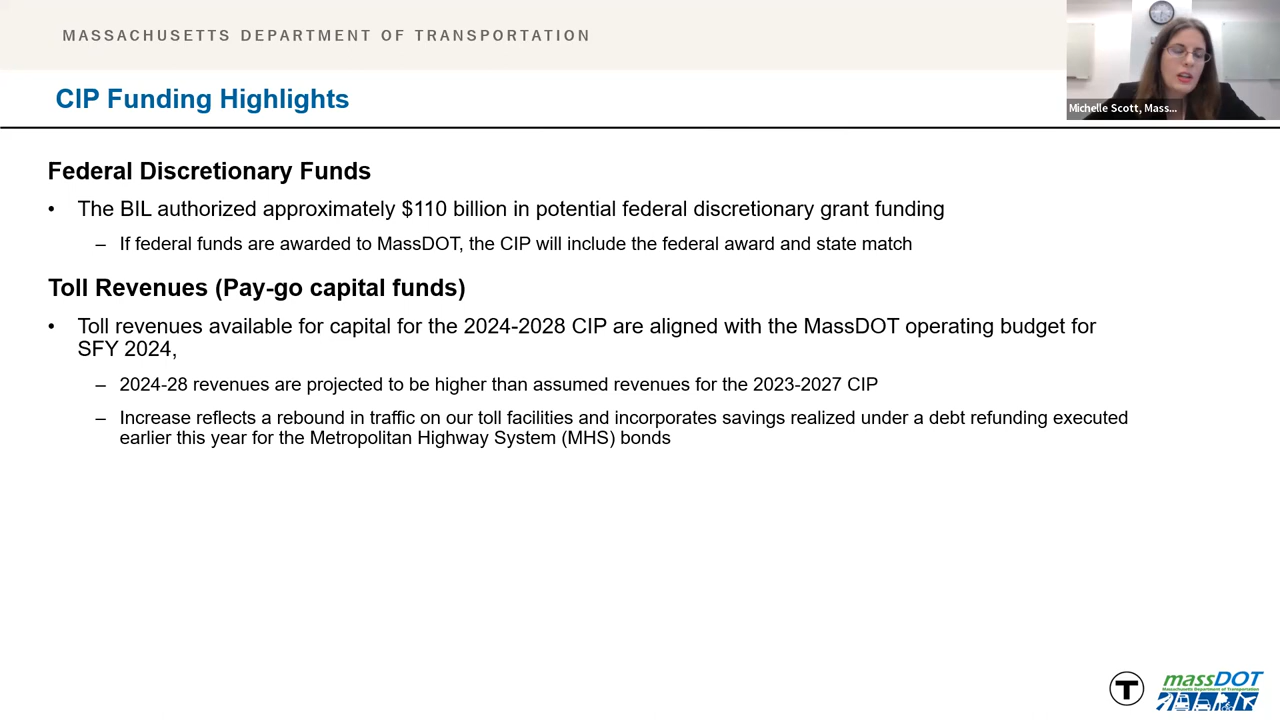 MASSACHUSETTS DEPARTMENT OF TRANSPORTATION
CIP Funding Highlights
Michelle Scott, Mass...
Federal Discretionary Funds
• The BIL authorized approximately $110 billion in potential federal discretionary grant funding
– If federal funds are awarded to MassDOT, the CIP will include the federal award and state match
Toll Revenues (Pay-go capital funds)
• Toll revenues available for capital for the 2024-2028 CIP are aligned with the MassDOT operating budget for
SFY 2024,
– 2024-28 revenues are projected to be higher than assumed revenues for the 2023-2027 CIP
– Increase reflects a rebound in traffic on our toll facilities and incorporates savings realized under a debt refunding executed
earlier this year for the Metropolitan Highway System (MHS) bonds
T
massDOT
Massachusetts Department of Transportation